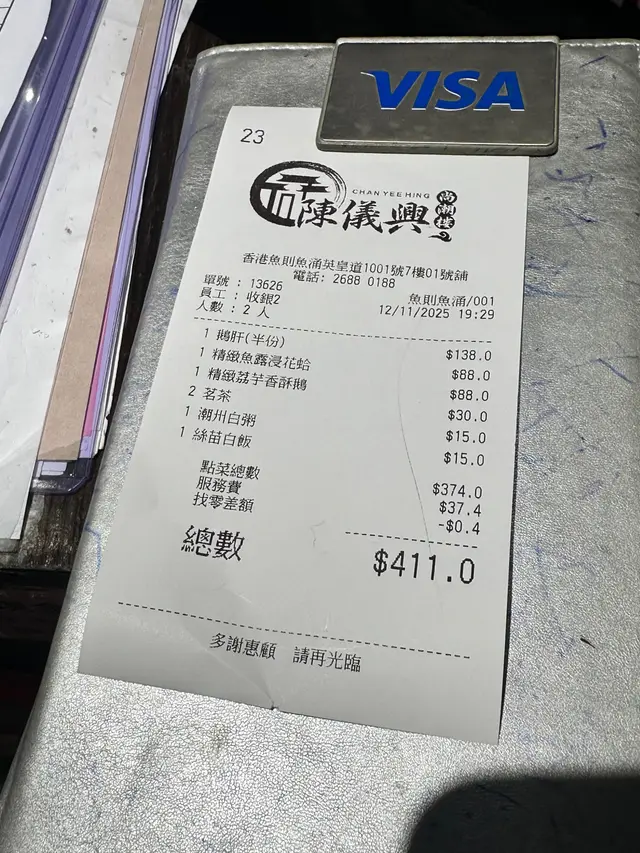 VISA
23
CHAN YEE HING
陳儀興
尚潮樓
香港魚則魚涌英皇道1001號7樓01號舖
電話: 2688 0188
單號 : 13626 魚則魚涌/001
員工 : 收銀2 12/11/2025 19:29
人數 : 2 人
1 鵝肝(半份) $138.0
1 精緻魚露浸花蛤 $88.0
1 精緻荔芋香酥鵝 $88.0
2 茗茶 $30.0
1 潮州白粥 $15.0
1 絲苗白飯 $15.0
點菜總數 $374.0
服務費 $37.4
找零差額 -$0.4
總數 $411.0
多謝惠顧 請再光臨